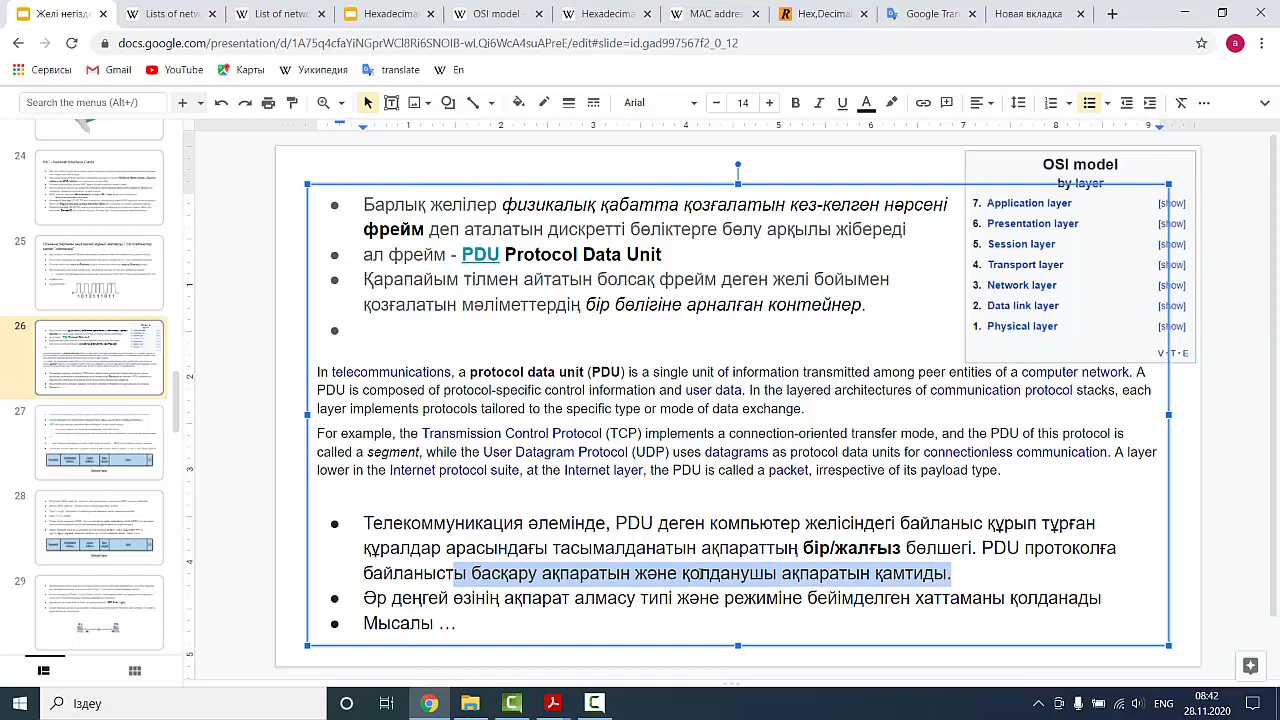 Желі негізд
Lists of netw
List of netwo
Hexadecimal
OSI model -
Hexadecima
MAC addres
Hex,Decimal
Google Tran
Новая вкладка
docs.google.com/presentation/d/1A75q4cfaYiNGprWCl8Ri6SNOIB-wLQi6WcA4suAPreE/edit#slide=id.gad997567f2_0_12
Сервисы
Gmail
YouTube
Карты
Уикипедия
translate
En
Search the menus (Alt+/)
Arial
14
1 2 3 4 5 6 7 8 9
24
25
26
27
28
29
OSI model
by layer
7. Application layer [show]
6. Presentation layer [show]
5. Session layer [show]
4. Transport layer [show]
3. Network layer [show]
2. Data link layer [show]
1. Physical layer [show]
V · T · E
● Барлық желілер физикалық қабатта қозғалатын кез-келген нәрсені
фрейм деп аталатын дискретті бөліктерге бөлу арқылы жібереді
● ал фрейм - PDU Protocol Data Unit
● Қарапайым тілмен айтатын болсақ фрейм деген желі бойымен
қозғалатын мәліметтердің бір бөлігіне арналған контейнер.
●
In telecommunications, a protocol data unit (PDU) is a single unit of information transmitted among peer entities of a computer network. A
PDU is composed of protocol-specific control information and user data. In the layered architectures of communication protocol stacks, each
layer implements protocols tailored to the specific type or mode of data exchange.
For example, the Transmission Control Protocol (TCP) implements a connection-oriented transfer mode, and the PDU of this protocol is
called a segment, while the User Datagram Protocol (UDP) uses datagrams as protocol data units for connectionless communication. A layer
lower in the Internet protocol suite, at the Internet layer, the PDU is called a packet, irrespective of its payload type.
● Телекоммуникация әлемінде, PDU деген компьютер желісіндегі байланыс құрып тұрған
құралдар арасындағы тасымалданатын ақпараттың бір/жалғыз бөлшегі. PDU протоколға
байланысты басқару ақпаратын және қолданушы ақпаратын қамтиды.
● Әр деңгей өзінің ақпарат алмасу типі және режиміне бейімделген хаттаманы қолданады
● Мысалы …
Іздеу
ENG
08:42
28.11.2020